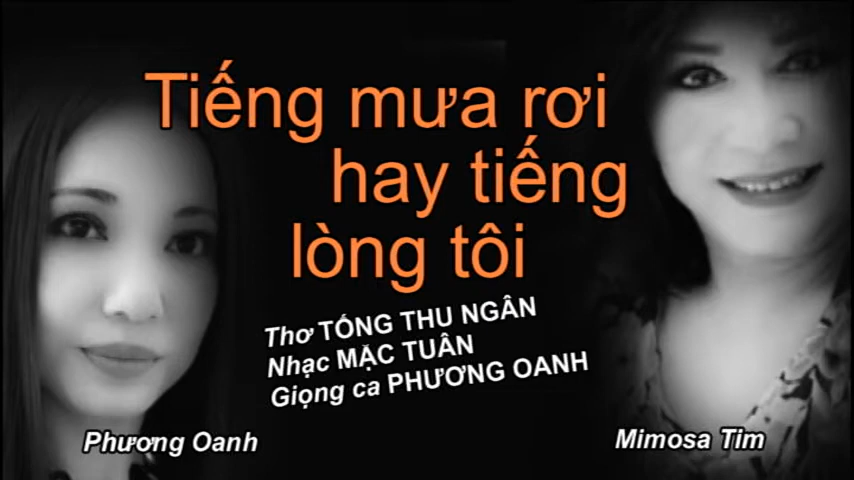 Tiếng mưa rơi
hay tiếng
lòng tôi
Thơ TỐNG THU NGÂN
Nhạc MẶC TUÂN
Giọng ca PHƯƠNG OANH
Phương Oanh
Mimosa Tim